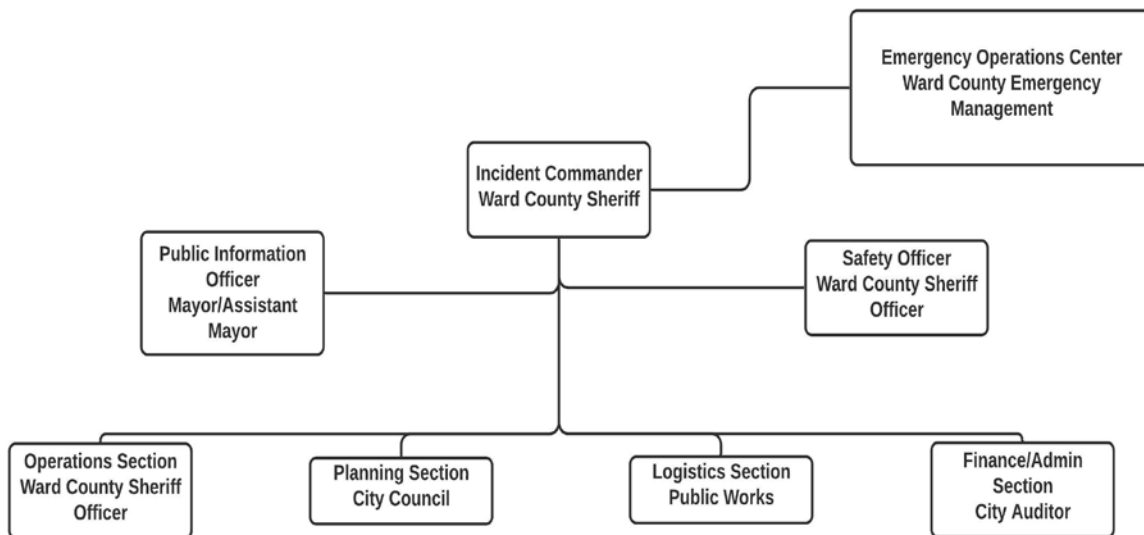 Emergency Operations Center
Ward County Emergency
Management
Incident Commander
Ward County Sheriff
Public Information
Officer
Mayor/Assistant
Mayor
Safety Officer
Ward County Sheriff
Officer
Operations Section
Ward County Sheriff
Officer
Planning Section
City Council
Logistics Section
Public Works
Finance/Admin
Section
City Auditor